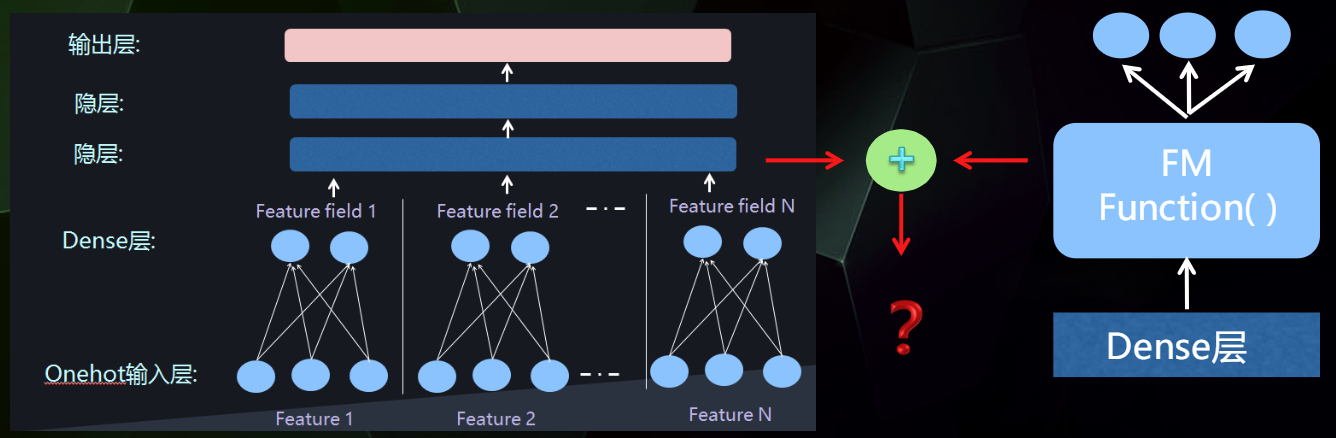 输出层:
隐层:
隐层:
Feature field 1
Feature field 2
Feature field N
Dense层:
Onehot输入层:
Feature 1
Feature 2
Feature N
+
?
FM
Function( )
Dense层